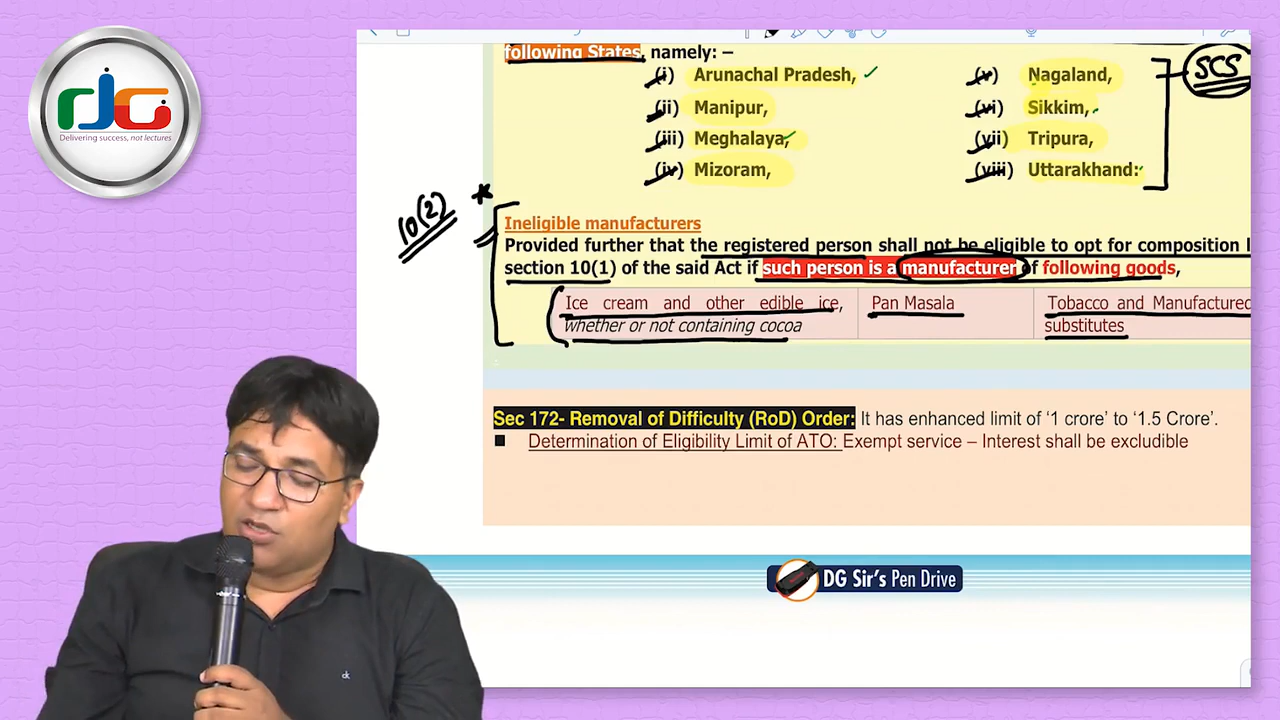 Delivering success, not lectures
following States, namely: –
(i) Arunachal Pradesh,
(ii) Manipur,
(iii) Meghalaya,
(iv) Mizoram,
(v) Nagaland,
(vi) Sikkim,
(vii) Tripura,
(viii) Uttarakhand:
SCS
10(2)
Ineligible manufacturers
Provided further that the registered person shall not be eligible to opt for composition
section 10(1) of the said Act if such person is a manufacturer of following goods,
Ice cream and other edible ice,
whether or not containing cocoa
Pan Masala
Tobacco and Manufactured
substitutes
Sec 172- Removal of Difficulty (RoD) Order: It has enhanced limit of ‘1 crore’ to ‘1.5 Crore’.
■ Determination of Eligibility Limit of ATO: Exempt service – Interest shall be excludible
DG Sir's Pen Drive
dk